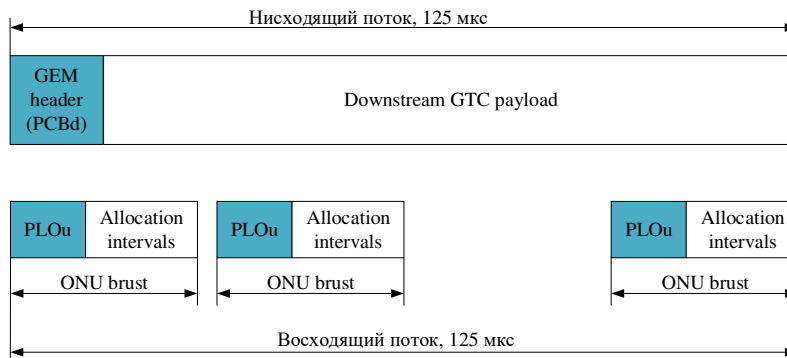 Нисходящий поток, 125 мкс
GEM
header
(PCBd)
Downstream GTC payload
PLOu
Allocation
intervals
PLOu
Allocation
intervals
PLOu
Allocation
intervals
ONU brust
ONU brust
ONU brust
Восходящий поток, 125 мкс